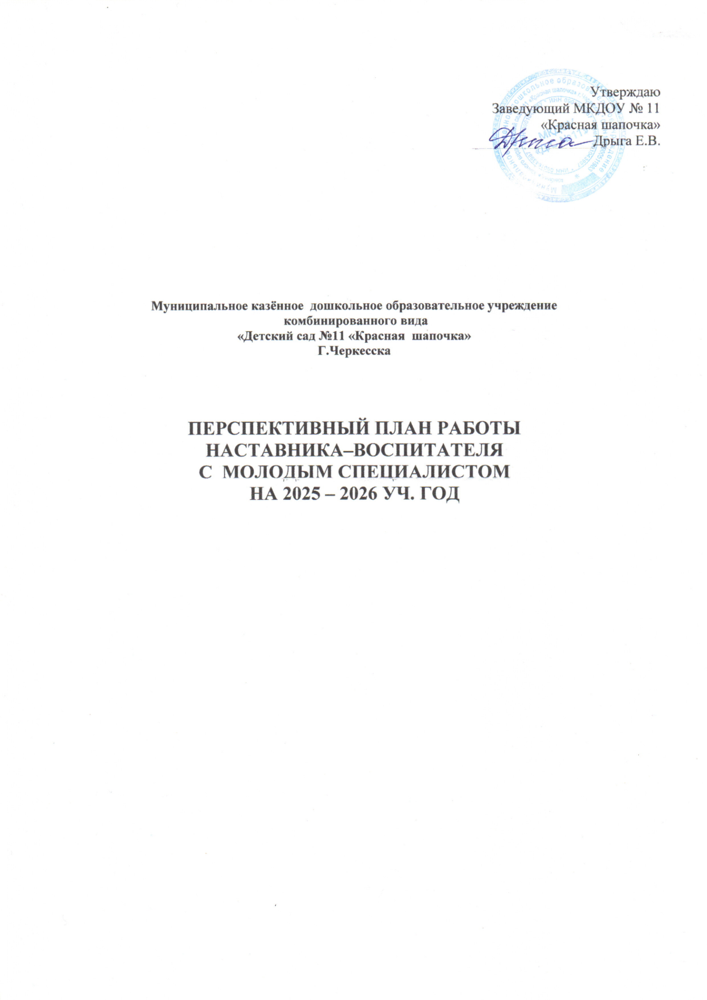 Утверждаю
Заведующий МКДОУ № 11
«Красная шапочка»
Дрыга Е.В.
Муниципальное казённое  дошкольное образовательное учреждение
комбинированного вида
«Детский сад №11 «Красная  шапочка»
Г.Черкесска
ПЕРСПЕКТИВНЫЙ ПЛАН РАБОТЫ
НАСТАВНИКА–ВОСПИТАТЕЛЯ
С  МОЛОДЫМ СПЕЦИАЛИСТОМ
НА 2025 – 2026 УЧ. ГОД